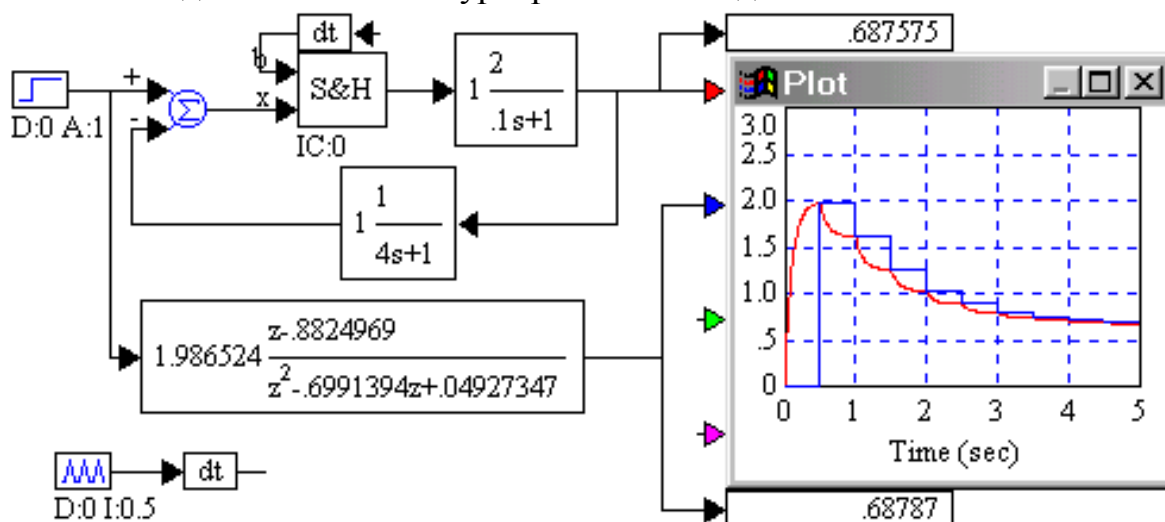 dt
.687575
b
+
-
x
S&H
1 2
.1s+1
Σ
D:0 A:1
IC:0
1 1
4s+1
1.986524 z-.8824969
z²-.6991394z+.04927347
dt
D:0 I:0.5
Plot
3.0
2.5
2.0
1.5
1.0
.5
0
0 1 2 3 4 5
Time (sec)
.68787